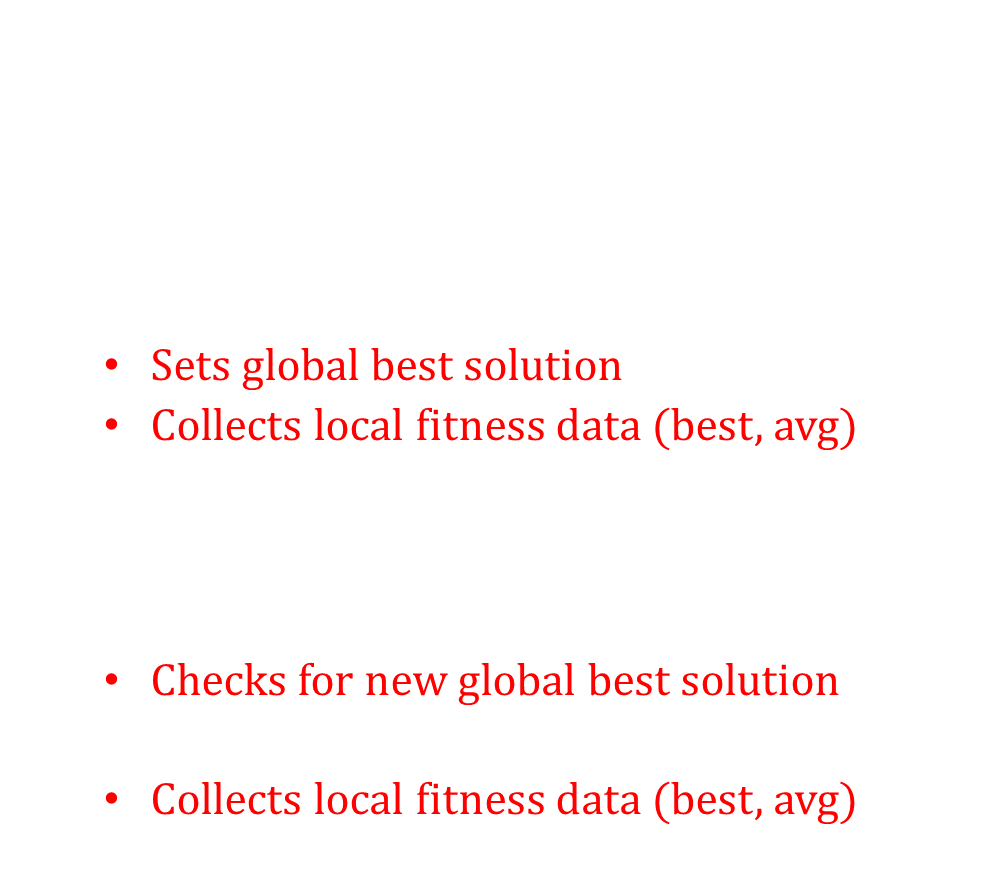 • Sets global best solution
• Collects local fitness data (best, avg)
• Checks for new global best solution
• Collects local fitness data (best, avg)